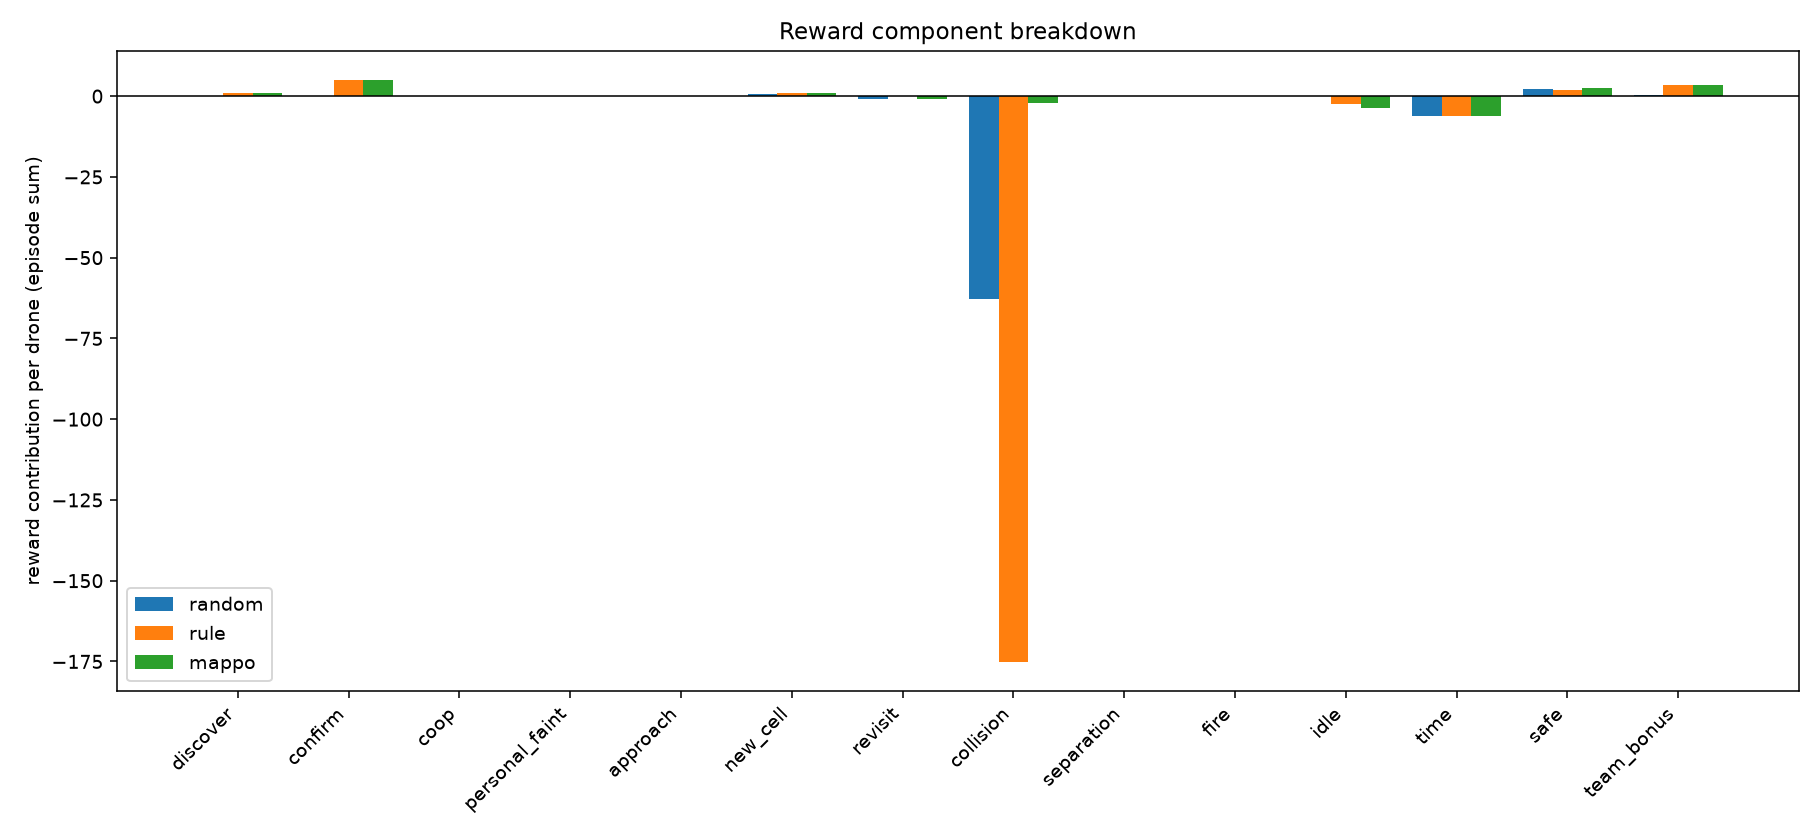 Reward component breakdown
reward contribution per drone (episode sum)
0
−25
−50
−75
−100
−125
−150
−175
random
rule
mappo
discover
confirm
coop
personal_faint
approach
new_cell
revisit
collision
separation
fire
idle
time
safe
team_bonus